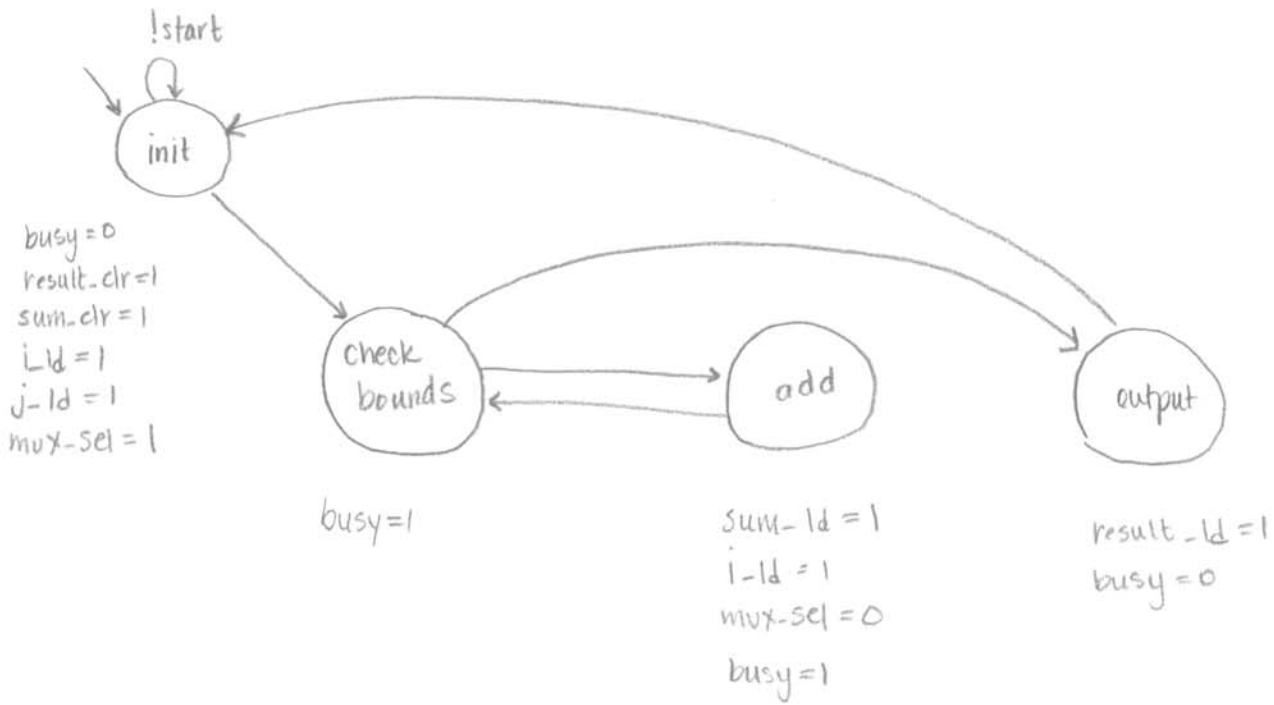 !start
init
busy=0
result_clr=1
sum_clr = 1
i_ld = 1
j_ld = 1
mux_sel = 1
check
bounds
busy=1
add
sum_ld = 1
i_ld = 1
mux_sel = 0
busy=1
output
result_ld = 1
busy=0